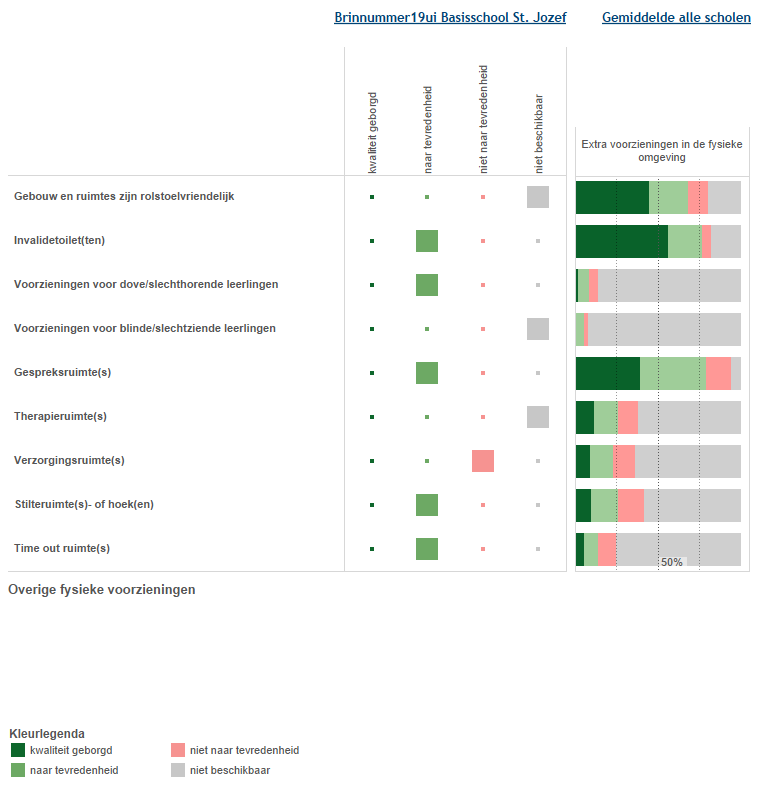 Brinnummer19ui Basisschool St. Jozef
Gemiddelde alle scholen
kwaliteit geborgd
naar tevredenheid
niet naar tevredenheid
niet beschikbaar
Extra voorzieningen in de fysieke
omgeving
Gebouw en ruimtes zijn rolstoelvriendelijk
Invalidetoilet(ten)
Voorzieningen voor dove/slechthorende leerlingen
Voorzieningen voor blinde/slechtziende leerlingen
Gespreksruimte(s)
Therapieruimte(s)
Verzorgingsruimte(s)
Stilteruimte(s)- of hoek(en)
Time out ruimte(s)
50%
Overige fysieke voorzieningen
Kleurlegenda
kwaliteit geborgd
niet naar tevredenheid
naar tevredenheid
niet beschikbaar